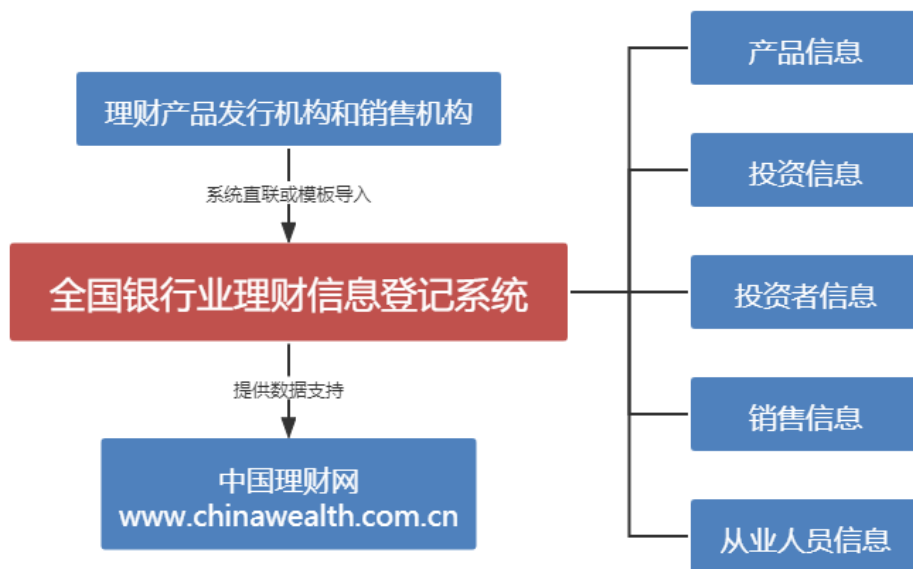 理财产品发行机构和销售机构
系统直联或模板导入
全国银行业理财信息登记系统
提供数据支持
中国理财网
www.chinawealth.com.cn
产品信息
投资信息
投资者信息
销售信息
从业人员信息